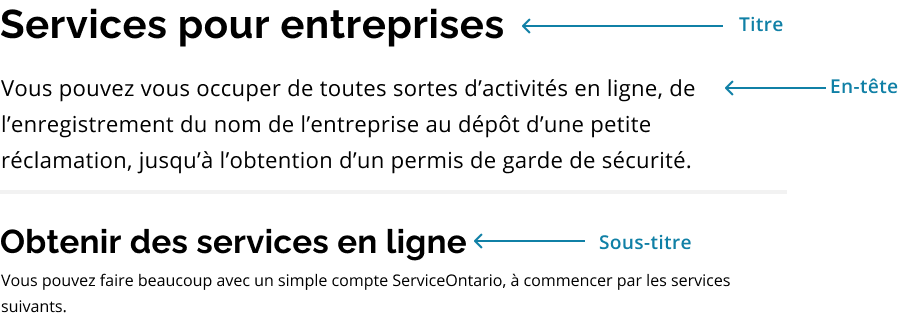 Services pour entreprises
Titre
Vous pouvez vous occuper de toutes sortes d’activités en ligne, de
En-tête
l’enregistrement du nom de l’entreprise au dépôt d’une petite
réclamation, jusqu’à l’obtention d’un permis de garde de sécurité.
Obtenir des services en ligne
Sous-titre
Vous pouvez faire beaucoup avec un simple compte ServiceOntario, à commencer par les services
suivants.